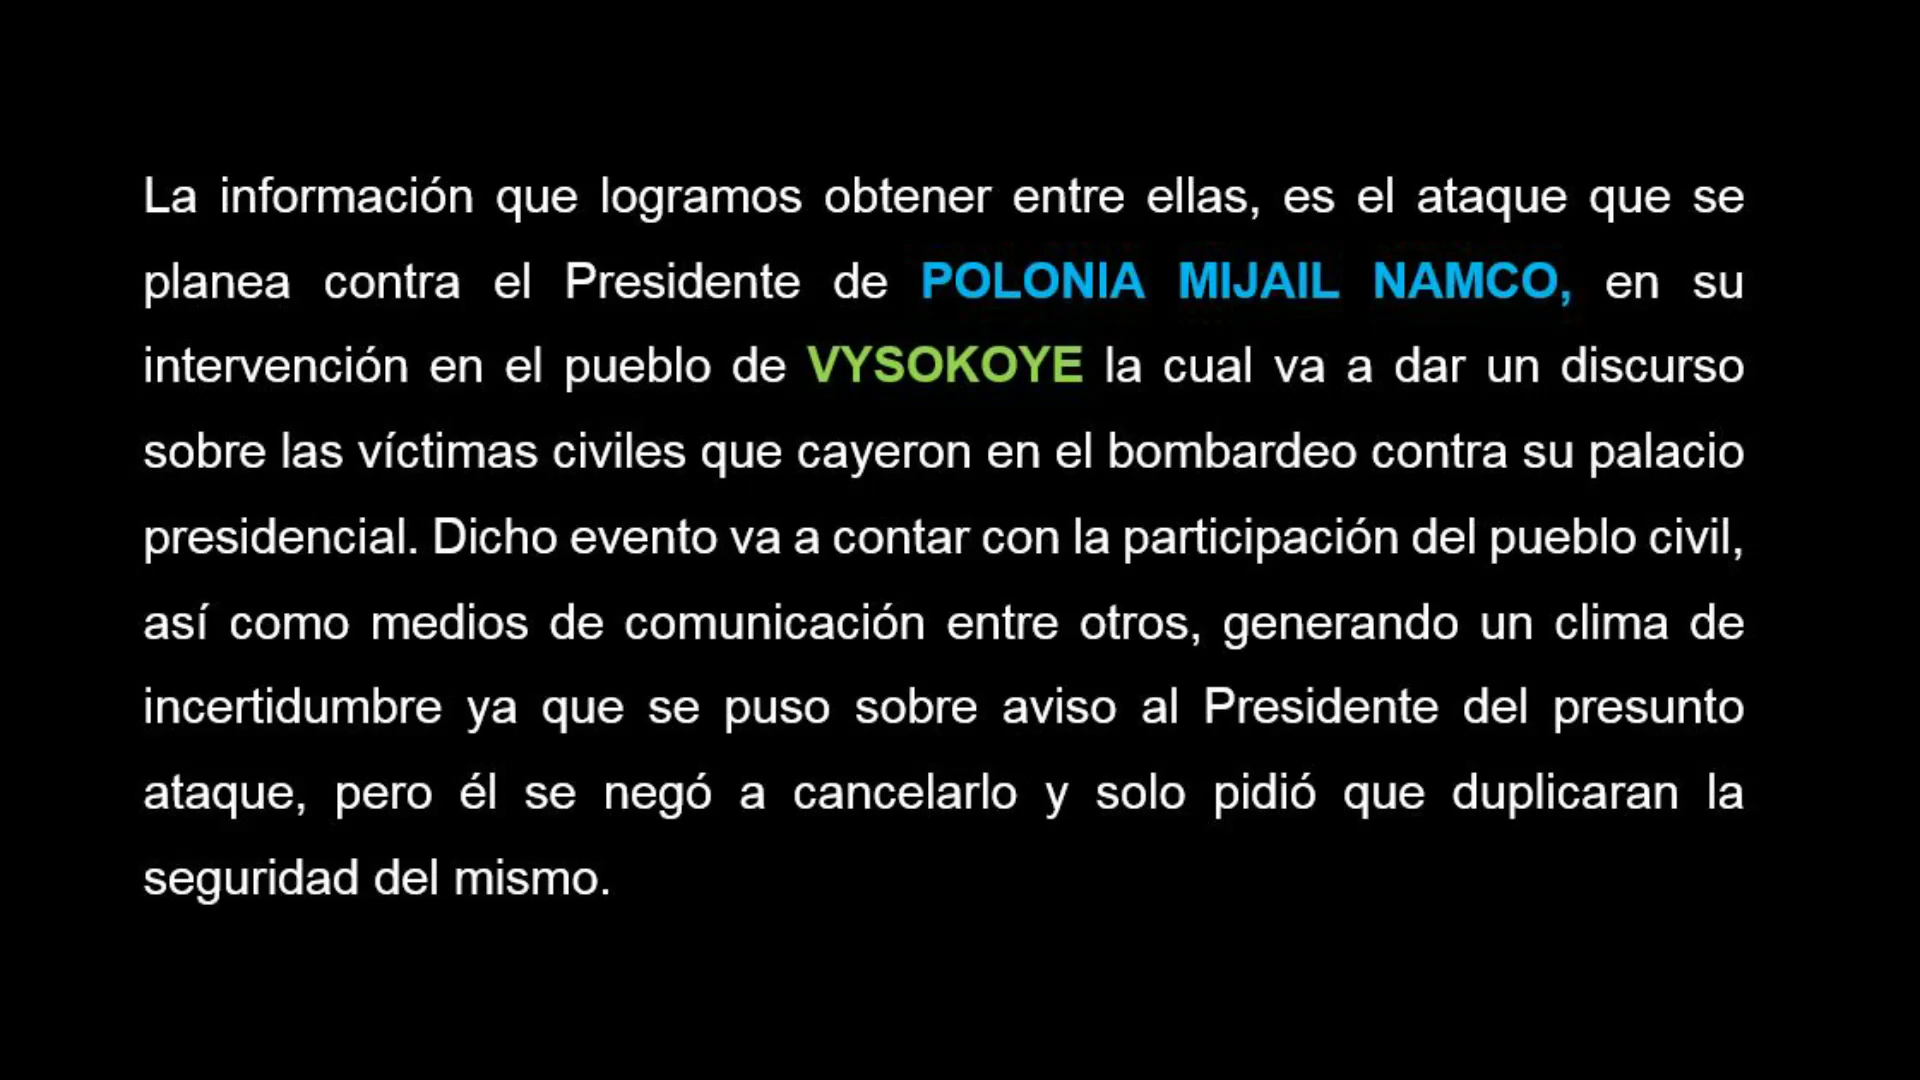 La información que logramos obtener entre ellas, es el ataque que se
planea contra el Presidente de POLONIA MIJAIL NAMCO, en su
intervención en el pueblo de VYSOKOYE la cual va a dar un discurso
sobre las víctimas civiles que cayeron en el bombardeo contra su palacio
presidencial. Dicho evento va a contar con la participación del pueblo civil,
así como medios de comunicación entre otros, generando un clima de
incertidumbre ya que se puso sobre aviso al Presidente del presunto
ataque, pero él se negó a cancelarlo y solo pidió que duplicaran la
seguridad del mismo.